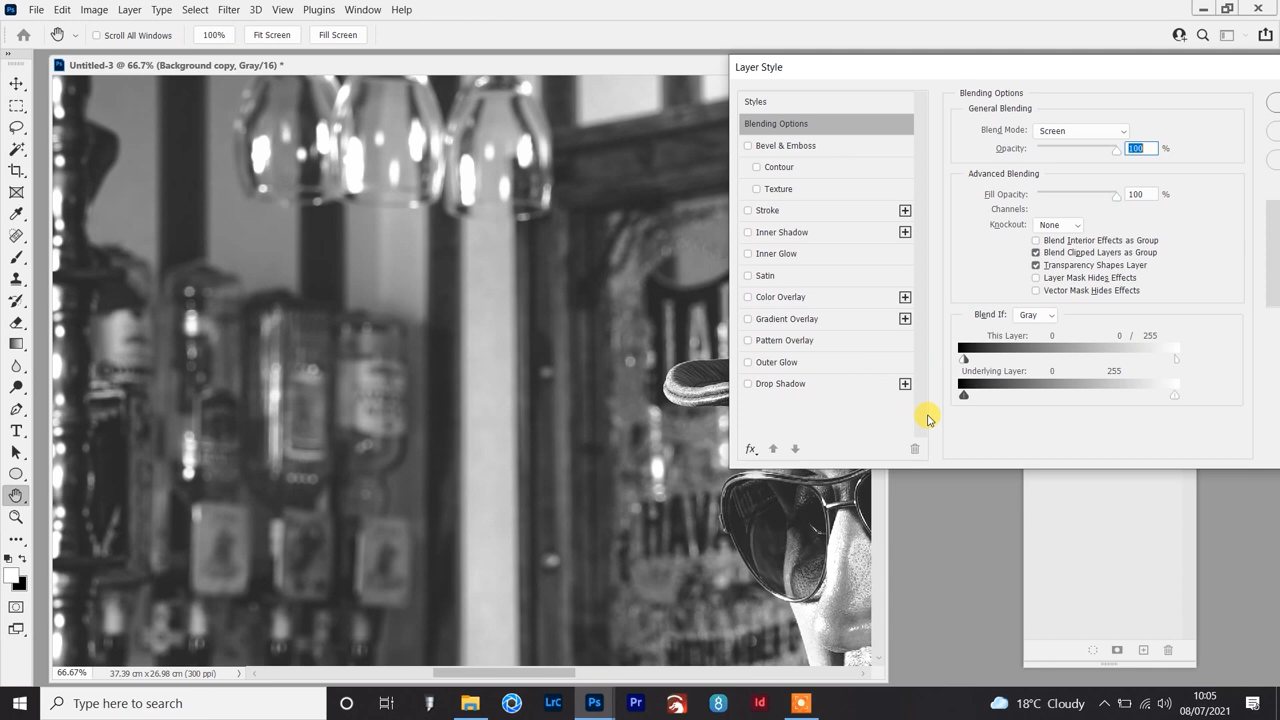 Ps File Edit Image Layer Type Select Filter 3D View Plugins Window Help
Scroll All Windows 100% Fit Screen Fill Screen
Ps Untitled-3 @ 66.7% (Background copy, Gray/16) *
Layer Style
Styles
Blending Options
Bevel & Emboss
Contour
Texture
Stroke
Inner Shadow
Inner Glow
Satin
Color Overlay
Gradient Overlay
Pattern Overlay
Outer Glow
Drop Shadow
fx
Blending Options
General Blending
Blend Mode: Screen
Opacity: 100 %
Advanced Blending
Fill Opacity: 100 %
Channels:
Knockout: None
Blend Interior Effects as Group
Blend Clipped Layers as Group
Transparency Shapes Layer
Layer Mask Hides Effects
Vector Mask Hides Effects
Blend If: Gray
This Layer: 0 0 / 255
Underlying Layer: 0 255
66.67% 37.39 cm x 26.98 cm (300 ppi)
Type here to search
LrC Ps Pr Id
18°C Cloudy
10:05
08/07/2021